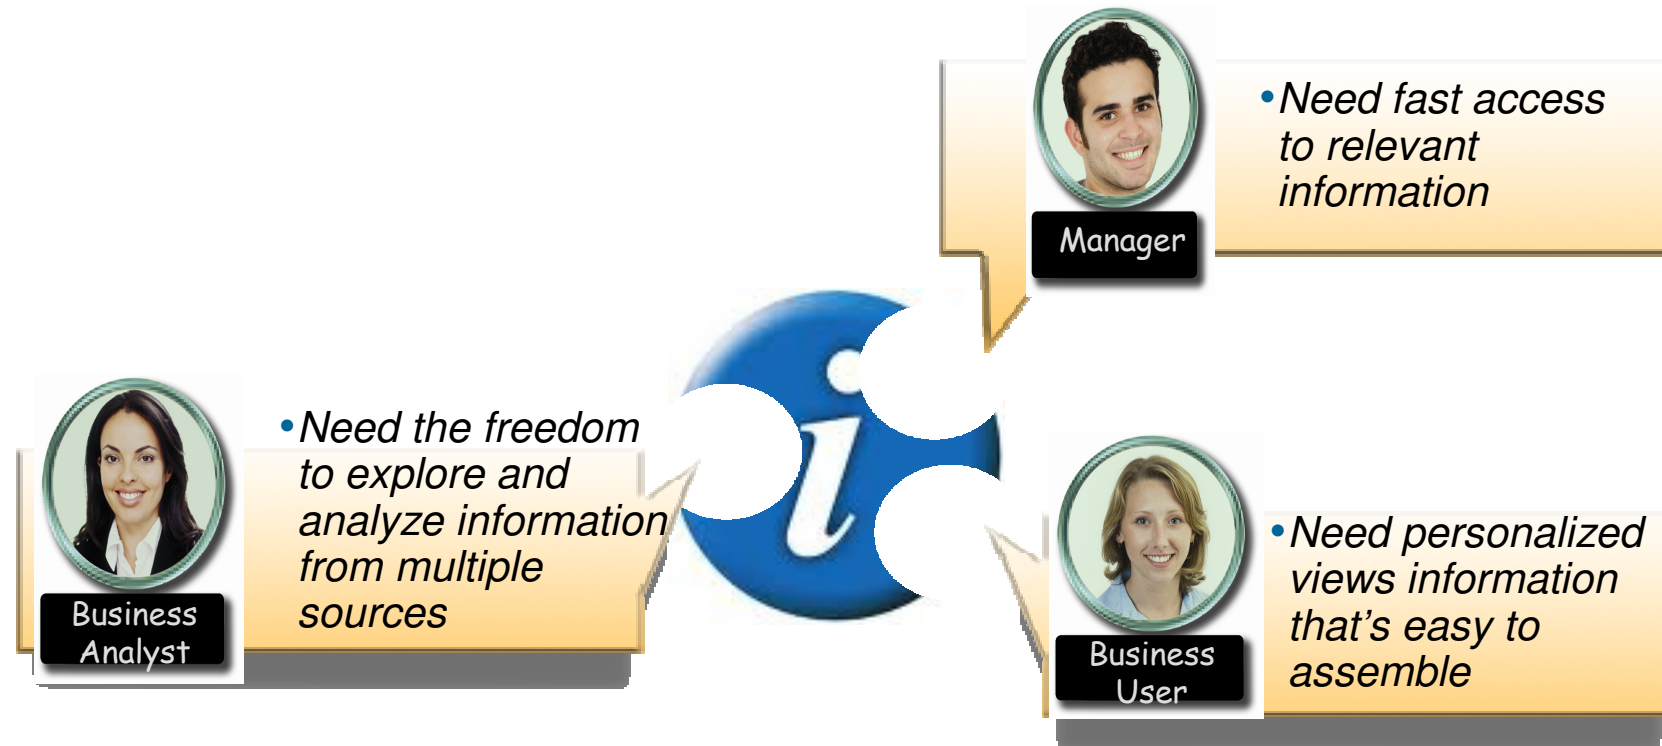 •Need fast access
to relevant
information
Manager
i
•Need the freedom
to explore and
analyze information
from multiple
sources
Business
Analyst
•Need personalized
views information
that's easy to
assemble
Business
User